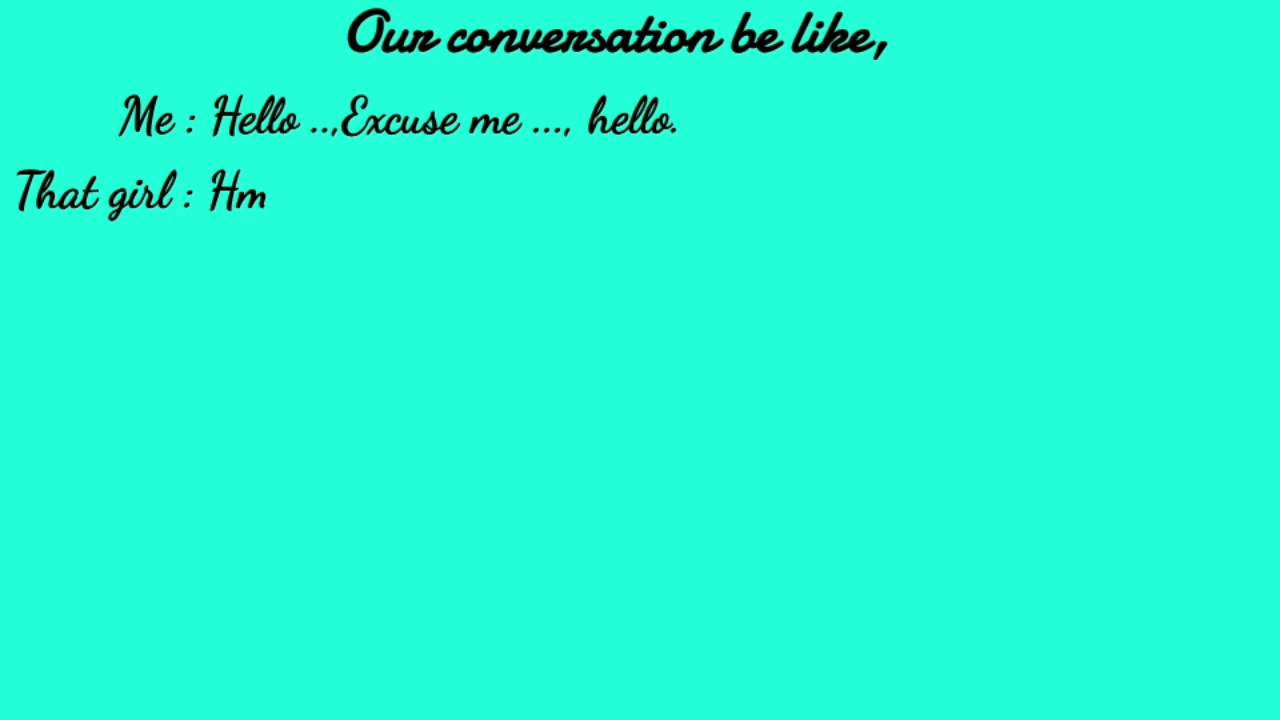 Our conversation be like,
Me : Hello ..,Excuse me ..., hello.
That girl : Hm